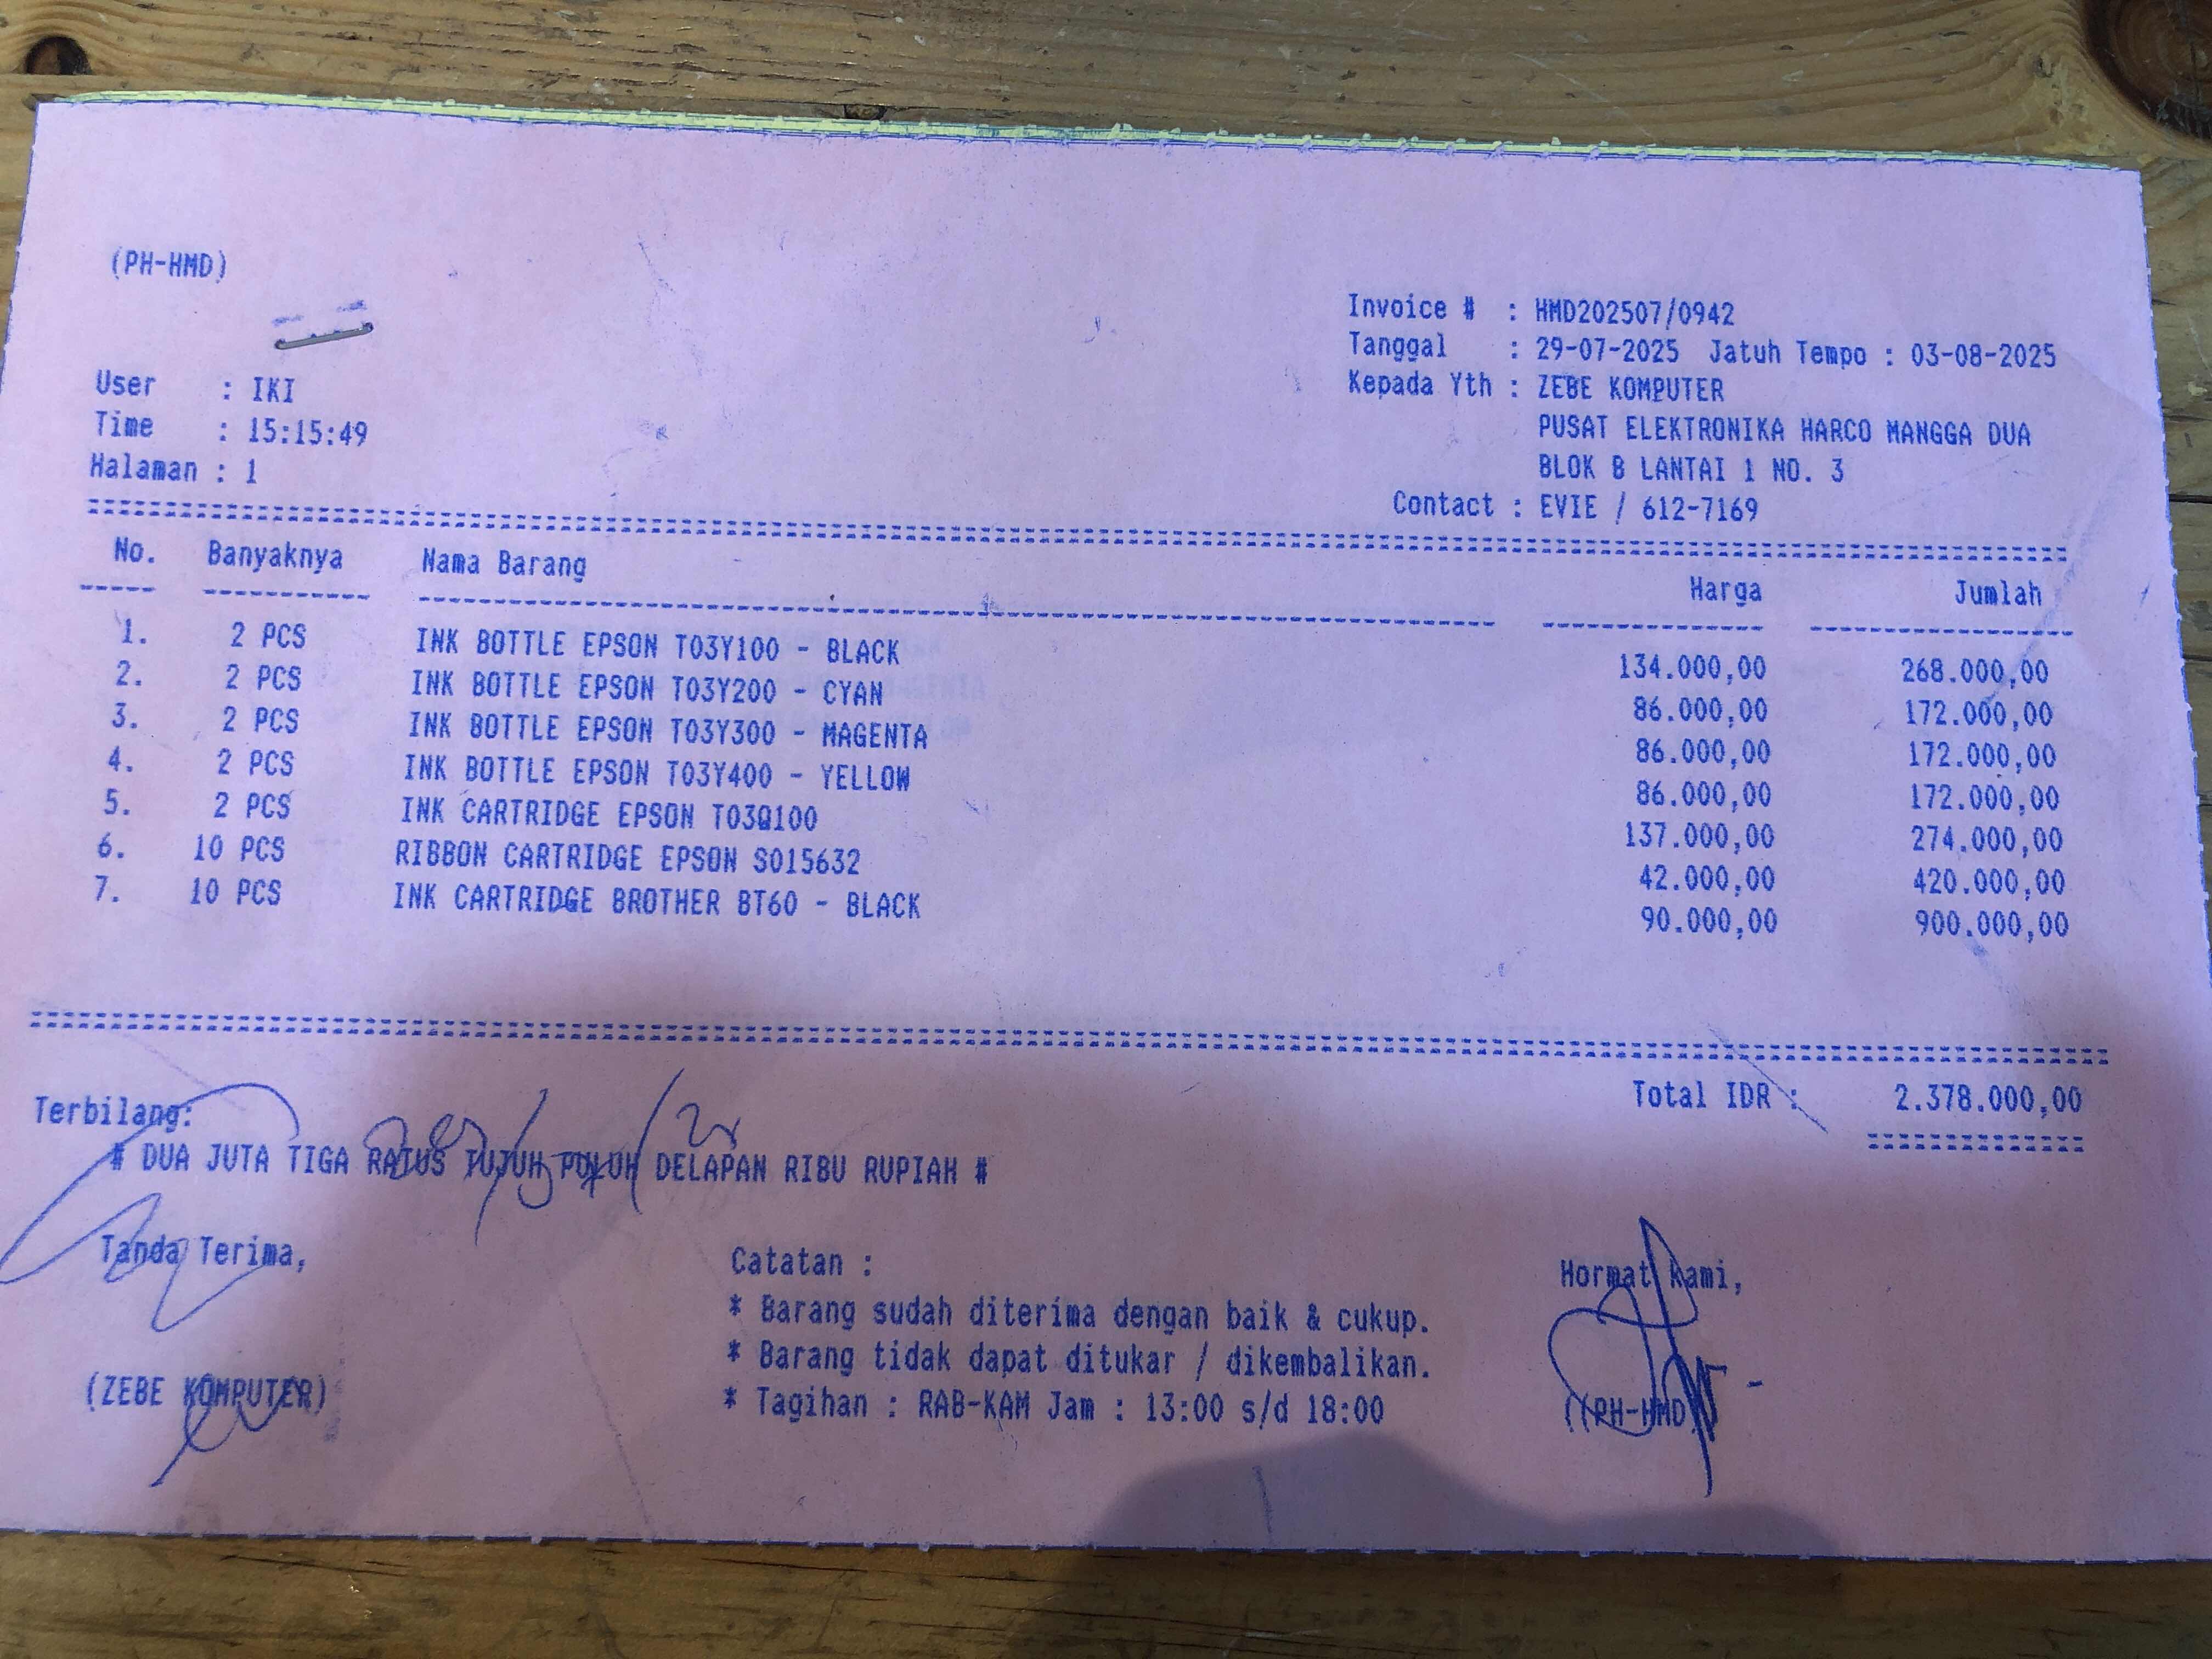 (PH-HMD)
Invoice # : HMD202507/0942
Tanggal : 29-07-2025 Jatuh Tempo : 03-08-2025
User : IKI
Kepada Yth : ZEBE KOMPUTER
Time : 15:15:49
PUSAT ELEKTRONIKA HARCO MANGGA DUA
Halaman : 1
BLOK B LANTAI 1 NO. 3
Contact : EVIE / 612-7169
No. Banyaknya Nama Barang Harga Jumlah
1. 2 PCS INK BOTTLE EPSON T03Y100 - BLACK 134.000,00 268.000,00
2. 2 PCS INK BOTTLE EPSON T03Y200 - CYAN 86.000,00 172.000,00
3. 2 PCS INK BOTTLE EPSON T03Y300 - MAGENTA 86.000,00 172.000,00
4. 2 PCS INK BOTTLE EPSON T03Y400 - YELLOW 86.000,00 172.000,00
5. 2 PCS INK CARTRIDGE EPSON T03Q100 137.000,00 274.000,00
6. 10 PCS RIBBON CARTRIDGE EPSON S015632 42.000,00 420.000,00
7. 10 PCS INK CARTRIDGE BROTHER BT60 - BLACK 90.000,00 900.000,00
Total IDR : 2.378.000,00
Terbilang:
# DUA JUTA TIGA RATUS TUJUH PULUH DELAPAN RIBU RUPIAH #
Tanda Terima,
Catatan :
Hormat Kami,
* Barang sudah diterima dengan baik & cukup.
* Barang tidak dapat ditukar / dikembalikan.
* Tagihan : RAB-KAM Jam : 13:00 s/d 18:00
(ZEBE KOMPUTER)
((PH-HMD)